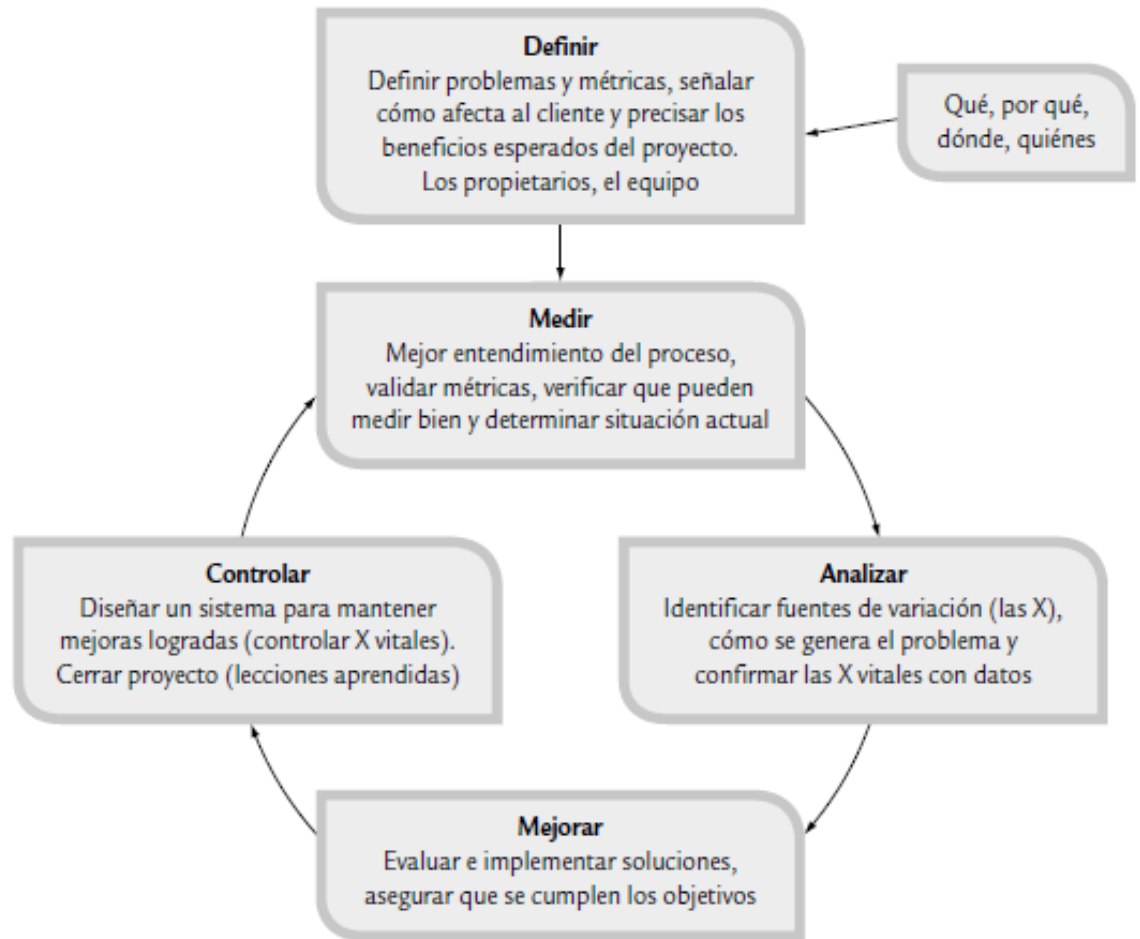 Definir
Definir problemas y métricas, señalar
cómo afecta al cliente y precisar los
beneficios esperados del proyecto.
Los propietarios, el equipo
Qué, por qué,
dónde, quiénes
Medir
Mejor entendimiento del proceso,
validar métricas, verificar que pueden
medir bien y determinar situación actual
Controlar
Diseñar un sistema para mantener
mejoras logradas (controlar X vitales).
Cerrar proyecto (lecciones aprendidas)
Analizar
Identificar fuentes de variación (las X),
cómo se genera el problema y
confirmar las X vitales con datos
Mejorar
Evaluar e implementar soluciones,
asegurar que se cumplen los objetivos